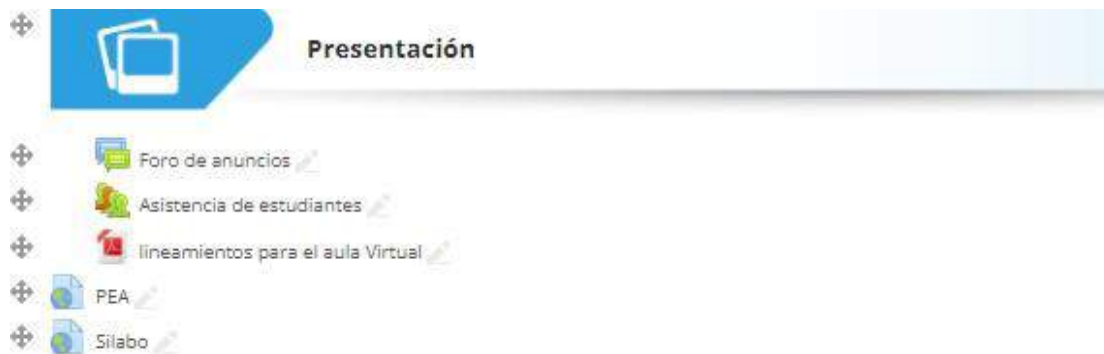 Presentación
Foro de anuncios
Asistencia de estudiantes
lineamientos para el aula Virtual
PEA
Silabo